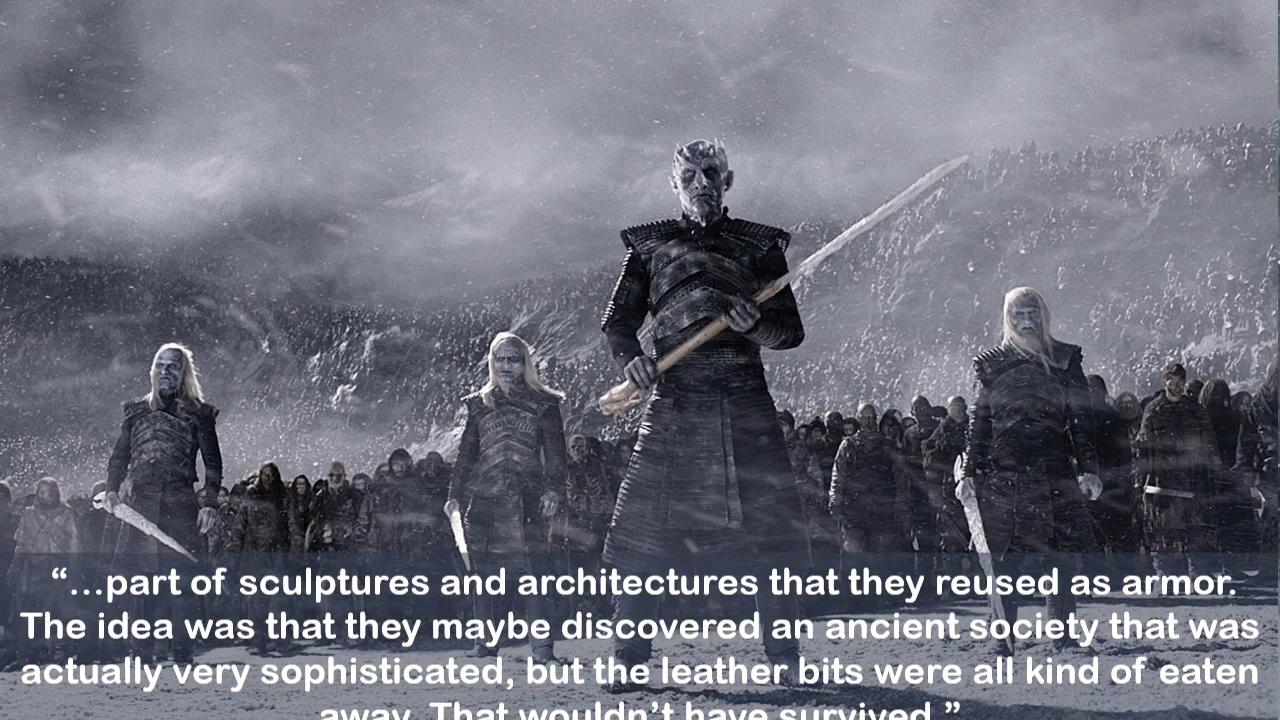 “...part of sculptures and architectures that they reused as armor.
The idea was that they maybe discovered an ancient society that was
actually very sophisticated, but the leather bits were all kind of eaten
away. That wouldn’t have survived.”